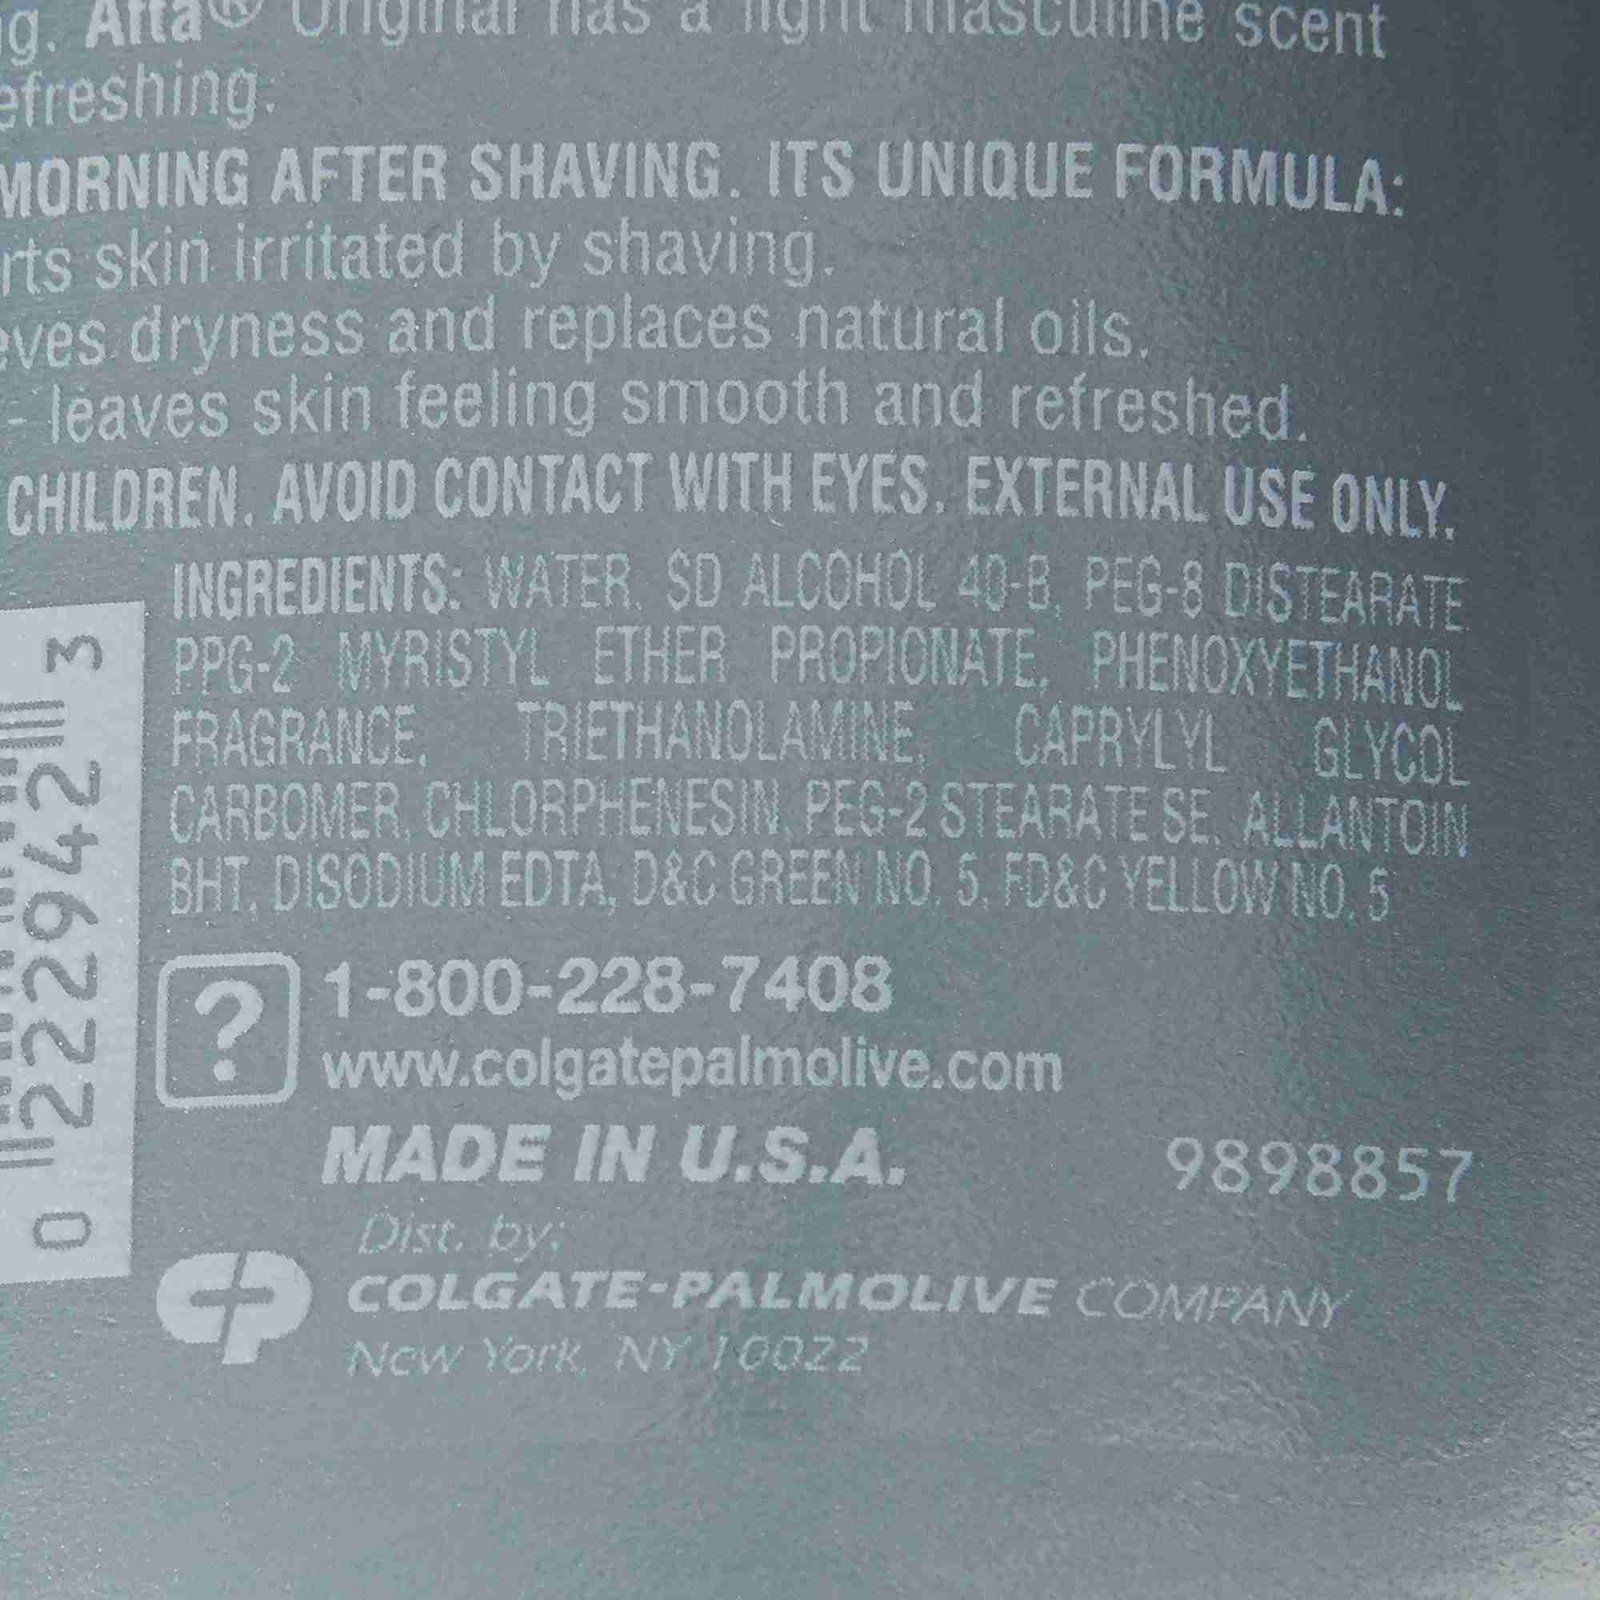 g. Afta® Original has a light masculine scent
efreshing.
MORNING AFTER SHAVING. ITS UNIQUE FORMULA:
rts skin irritated by shaving.
eves dryness and replaces natural oils.
- leaves skin feeling smooth and refreshed.
CHILDREN. AVOID CONTACT WITH EYES. EXTERNAL USE ONLY.
INGREDIENTS: WATER, SD ALCOHOL 40-B, PEG-8 DISTEARATE
PPG-2 MYRISTYL ETHER PROPIONATE, PHENOXYETHANOL
FRAGRANCE, TRIETHANOLAMINE, CAPRYLYL GLYCOL
CARBOMER, CHLORPHENESIN, PEG-2 STEARATE SE, ALLANTOIN
BHT, DISODIUM EDTA, D&C GREEN NO. 5, FD&C YELLOW NO. 5
0 22294 2 3
? 1-800-228-7408
www.colgatepalmolive.com
MADE IN U.S.A. 9898857
Dist. by:
CP COLGATE-PALMOLIVE COMPANY
New York, NY 10022